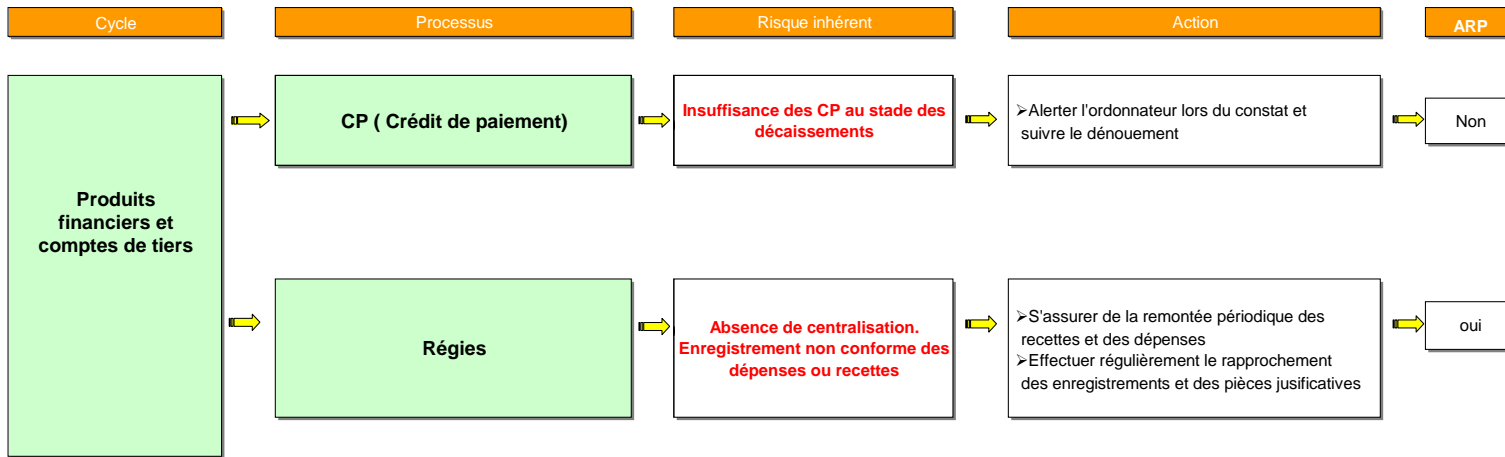 Cycle
Processus
Risque inhérent
Action
ARP
Produits
financiers et
comptes de tiers
CP ( Crédit de paiement)
Insuffisance des CP au stade des
décaissements
➢Alerter l'ordonnateur lors du constat et
suivre le dénouement
Non
Régies
Absence de centralisation.
Enregistrement non conforme des
dépenses ou recettes
➢S'assurer de la remontée périodique des
recettes et des dépenses
➢Effectuer régulièrement le rapprochement
des enregistrements et des pièces jusificatives
oui